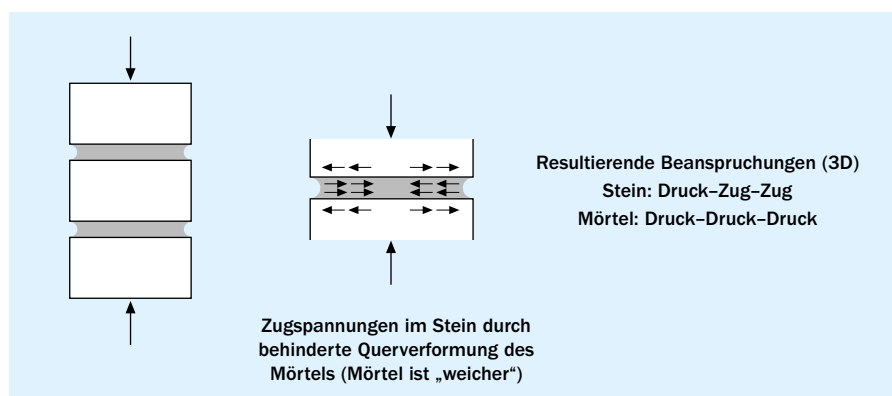 Resultierende Beanspruchungen (3D)
Stein: Druck–Zug–Zug
Mörtel: Druck–Druck–Druck
Zugspannungen im Stein durch
behinderte Querverformung des
Mörtels (Mörtel ist „weicher“)